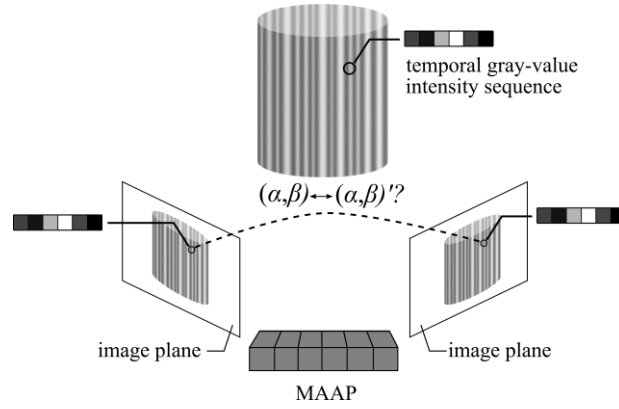 temporal gray-value
intensity sequence
(α,β)↔(α,β)'?
image plane
image plane
MAAP